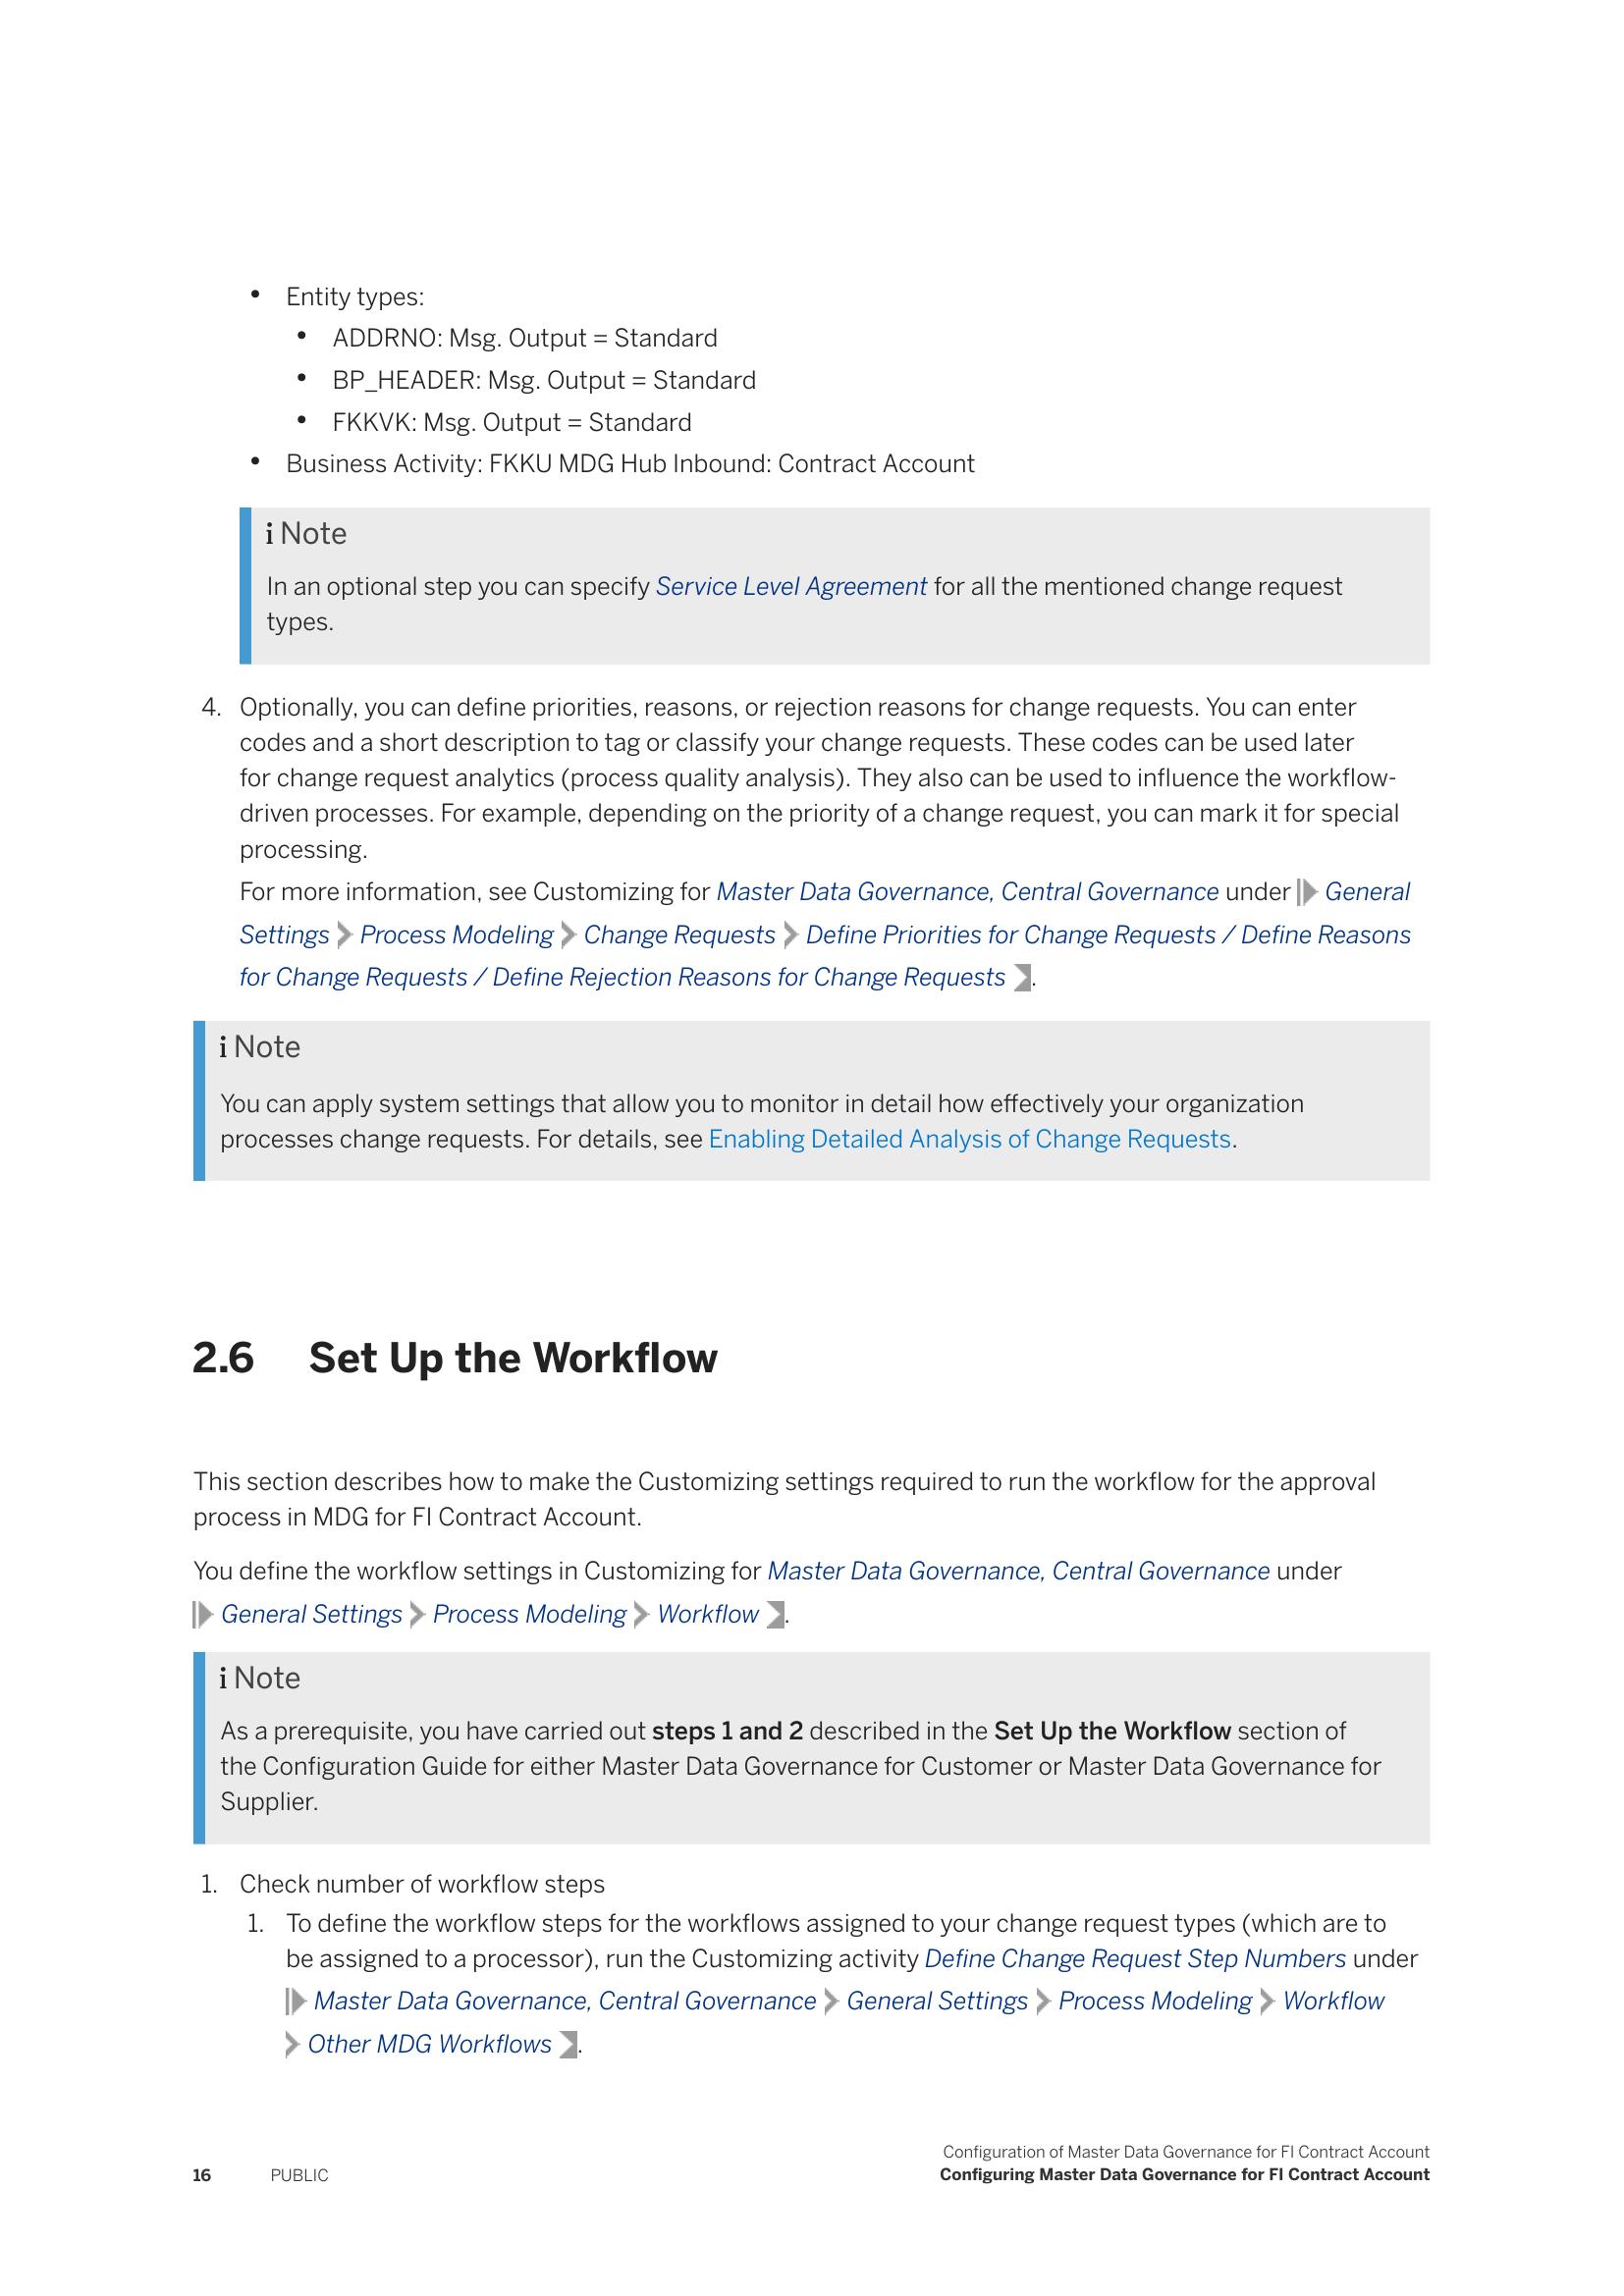 • Entity types:
• ADDRNO: Msg. Output = Standard
• BP_HEADER: Msg. Output = Standard
• FKKVK: Msg. Output = Standard
• Business Activity: FKKU MDG Hub Inbound: Contract Account
i Note
In an optional step you can specify Service Level Agreement for all the mentioned change request
types.
4. Optionally, you can define priorities, reasons, or rejection reasons for change requests. You can enter
codes and a short description to tag or classify your change requests. These codes can be used later
for change request analytics (process quality analysis). They also can be used to influence the workflow-
driven processes. For example, depending on the priority of a change request, you can mark it for special
processing.
For more information, see Customizing for Master Data Governance, Central Governance under General
Settings > Process Modeling > Change Requests > Define Priorities for Change Requests / Define Reasons
for Change Requests / Define Rejection Reasons for Change Requests .
i Note
You can apply system settings that allow you to monitor in detail how effectively your organization
processes change requests. For details, see Enabling Detailed Analysis of Change Requests.
2.6 Set Up the Workflow
This section describes how to make the Customizing settings required to run the workflow for the approval
process in MDG for FI Contract Account.
You define the workflow settings in Customizing for Master Data Governance, Central Governance under
General Settings > Process Modeling > Workflow .
i Note
As a prerequisite, you have carried out steps 1 and 2 described in the Set Up the Workflow section of
the Configuration Guide for either Master Data Governance for Customer or Master Data Governance for
Supplier.
1. Check number of workflow steps
1. To define the workflow steps for the workflows assigned to your change request types (which are to
be assigned to a processor), run the Customizing activity Define Change Request Step Numbers under
Master Data Governance, Central Governance > General Settings > Process Modeling > Workflow
> Other MDG Workflows .
Configuration of Master Data Governance for FI Contract Account
16 PUBLIC Configuring Master Data Governance for FI Contract Account